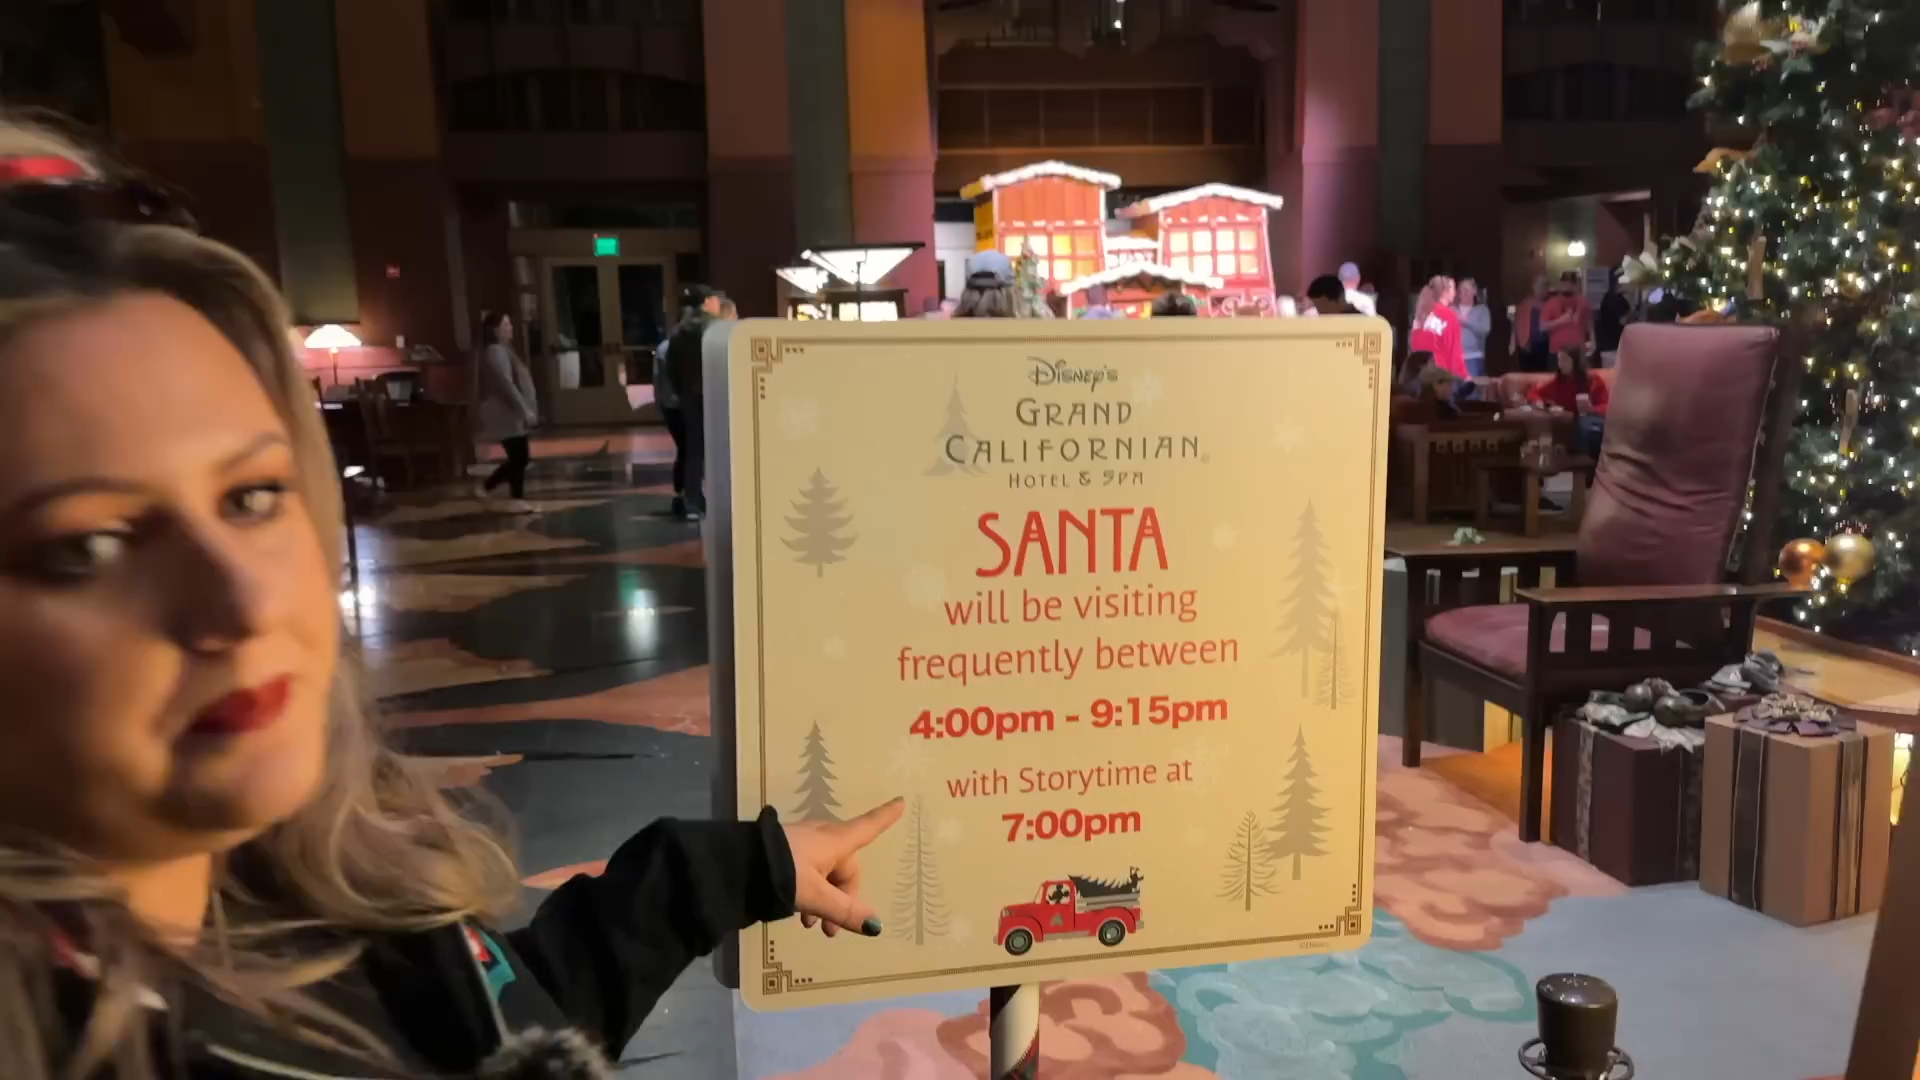 Disney's
GRAND
CALIFORNIAN®
HOTEL & SPA
SANTA
will be visiting
frequently between
4:00pm - 9:15pm
with Storytime at
7:00pm
©Disney